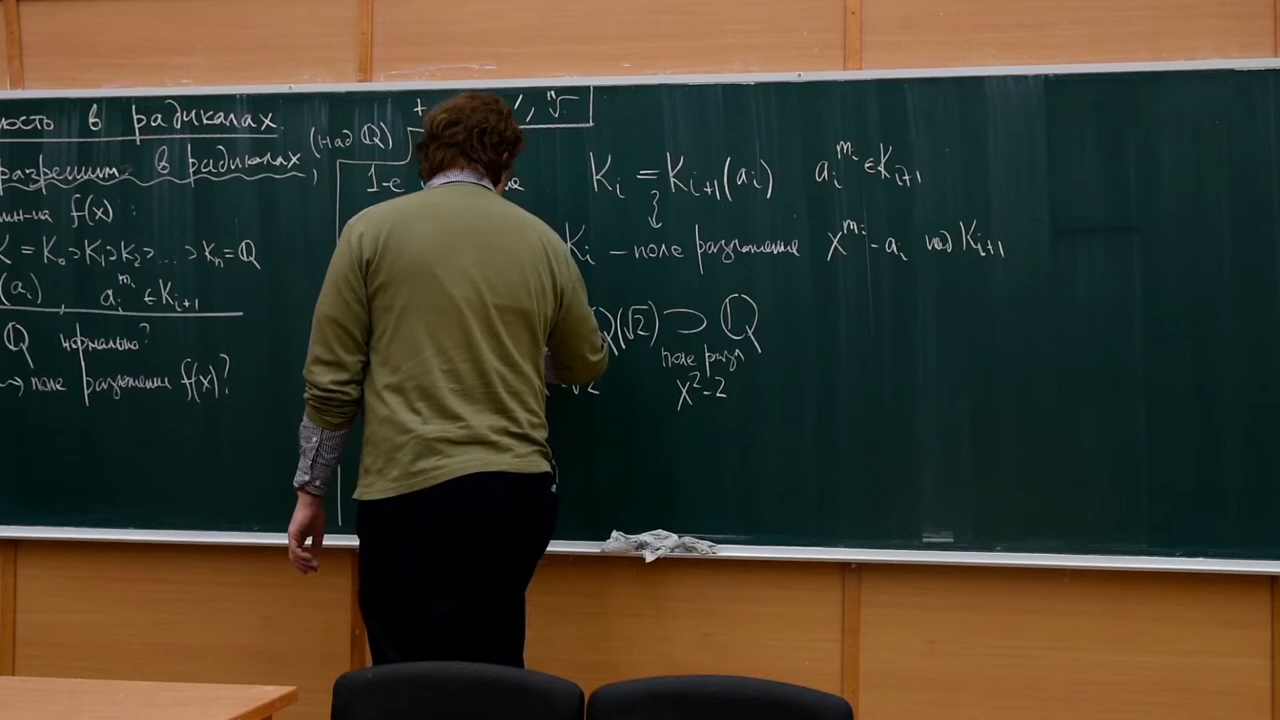 ность в радикалах
разрешим. в радикалах, (над Q)
мн-на f(x) :
K = K₀ ⊃ K₁ ⊃ K₂ ⊃ ... ⊃ Kₙ = Q
(aᵢ), aᵢ^mᵢ ∈ Kᵢ₊₁
Q нормально?
→ поле разложения f(x)?
+ , ⁿ√
1-е
Kᵢ = Kᵢ₊₁(aᵢ) aᵢ^mᵢ ∈ Kᵢ₊₁
Kᵢ – поле разложения x^mᵢ - aᵢ над Kᵢ₊₁
Q(√2) ⊃ Q
поле разл
√2 x²-2